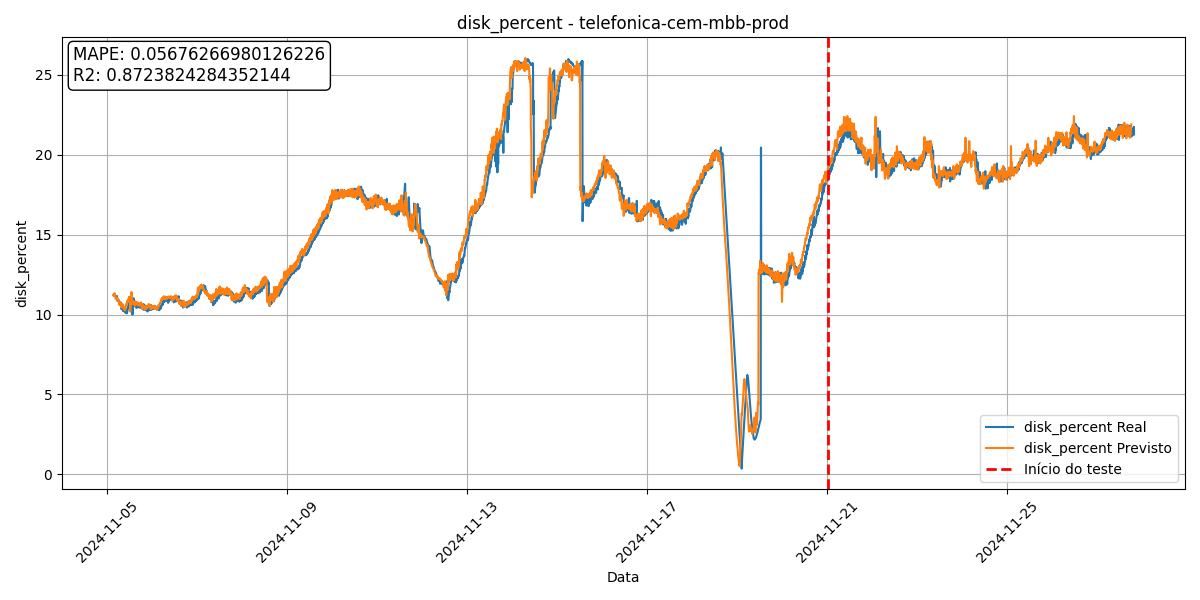 disk_percent - telefonica-cem-mbb-prod
MAPE: 0.05676266980126226
R2: 0.8723824284352144
disk_percent
25
20
15
10
5
0
disk_percent Real
disk_percent Previsto
Início do teste
2024-11-05
2024-11-09
2024-11-13
2024-11-17
2024-11-21
2024-11-25
Data